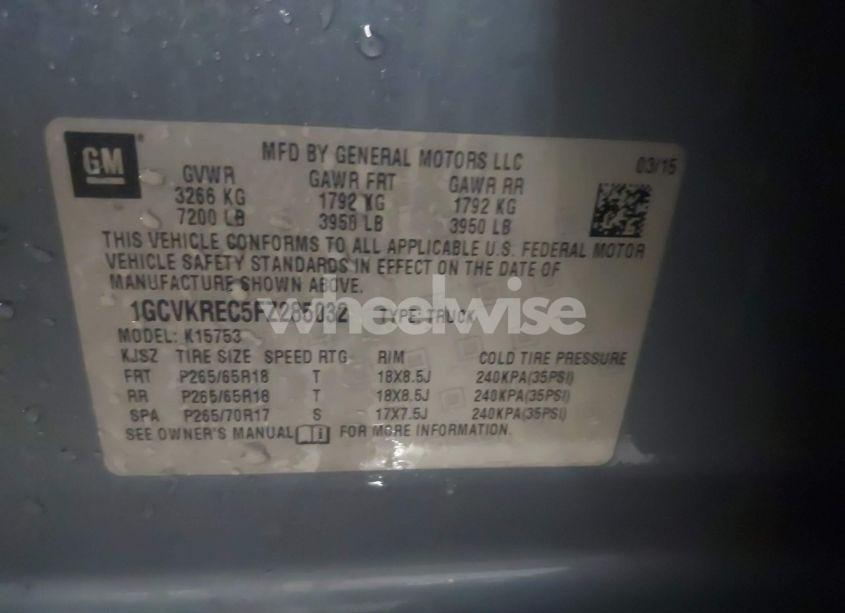 GM
MFD BY GENERAL MOTORS LLC 03/15
GVWR GAWR FRT GAWR RR
3266 KG 1792 KG 1792 KG
7200 LB 3950 LB 3950 LB
THIS VEHICLE CONFORMS TO ALL APPLICABLE U.S. FEDERAL MOTOR
VEHICLE SAFETY STANDARDS IN EFFECT ON THE DATE OF
MANUFACTURE SHOWN ABOVE.
1GCVKREC5FZ285032 TYPE: TRUCK
wheelwise
MODEL: K15753
KJSZ TIRE SIZE SPEED RTG RIM COLD TIRE PRESSURE
FRT P265/65R18 T 18X8.5J 240KPA(35PSI)
RR P265/65R18 T 18X8.5J 240KPA(35PSI)
SPA P265/70R17 S 17X7.5J 240KPA(35PSI)
SEE OWNER'S MANUAL FOR MORE INFORMATION.